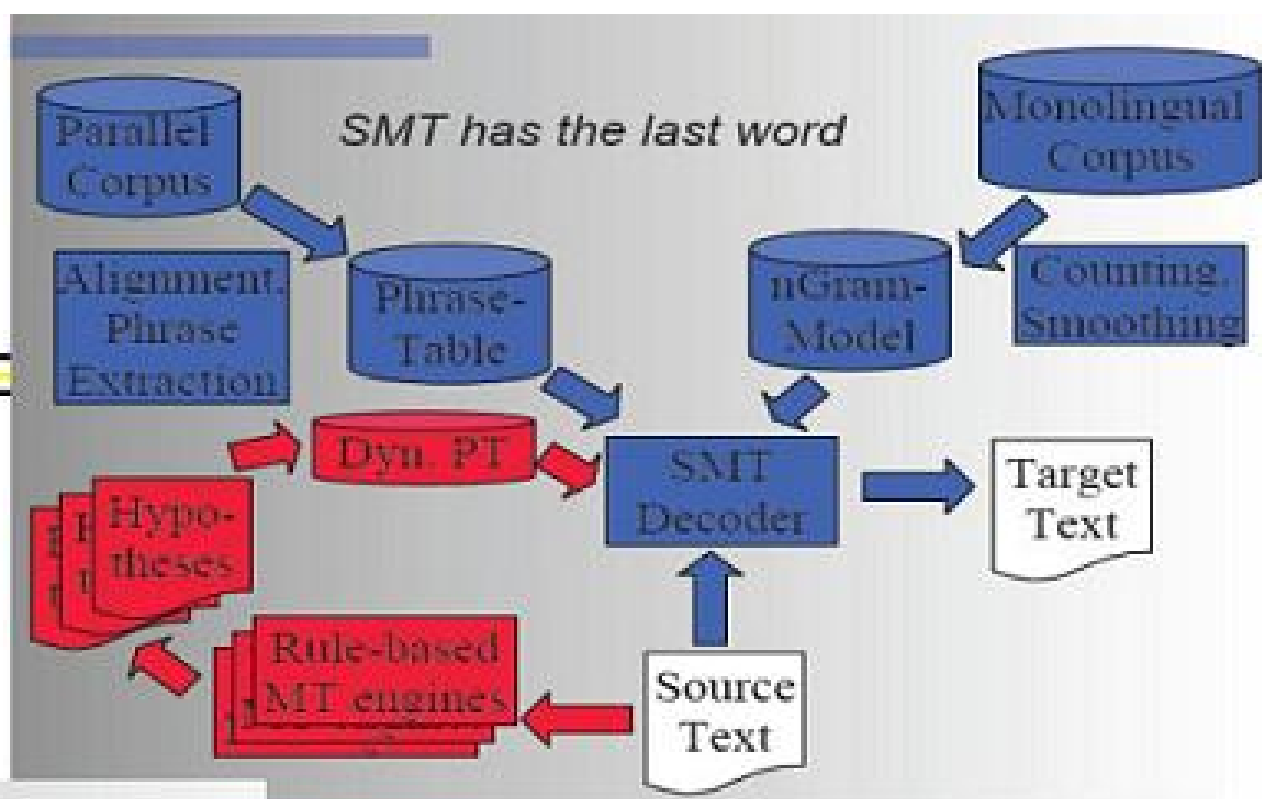 SMT has the last word
Parallel
Corpus
Monolingual
Corpus
Alignment,
Phrase
Extraction
Phrase-
Table
nGram-
Model
Counting,
Smoothing
Dyn. PT
SMT
Decoder
Target
Text
Hypo-
theses
Rule-based
MT engines
Source
Text